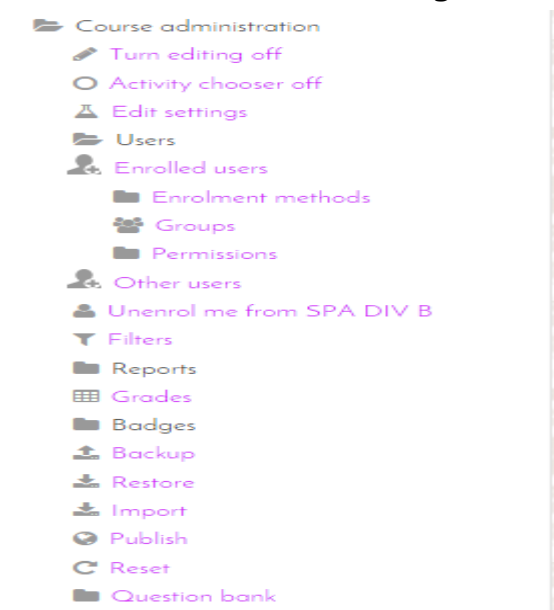 Course administration
Turn editing off
Activity chooser off
Edit settings
Users
Enrolled users
Enrolment methods
Groups
Permissions
Other users
Unenrol me from SPA DIV B
Filters
Reports
Grades
Badges
Backup
Restore
Import
Publish
Reset
Question bank